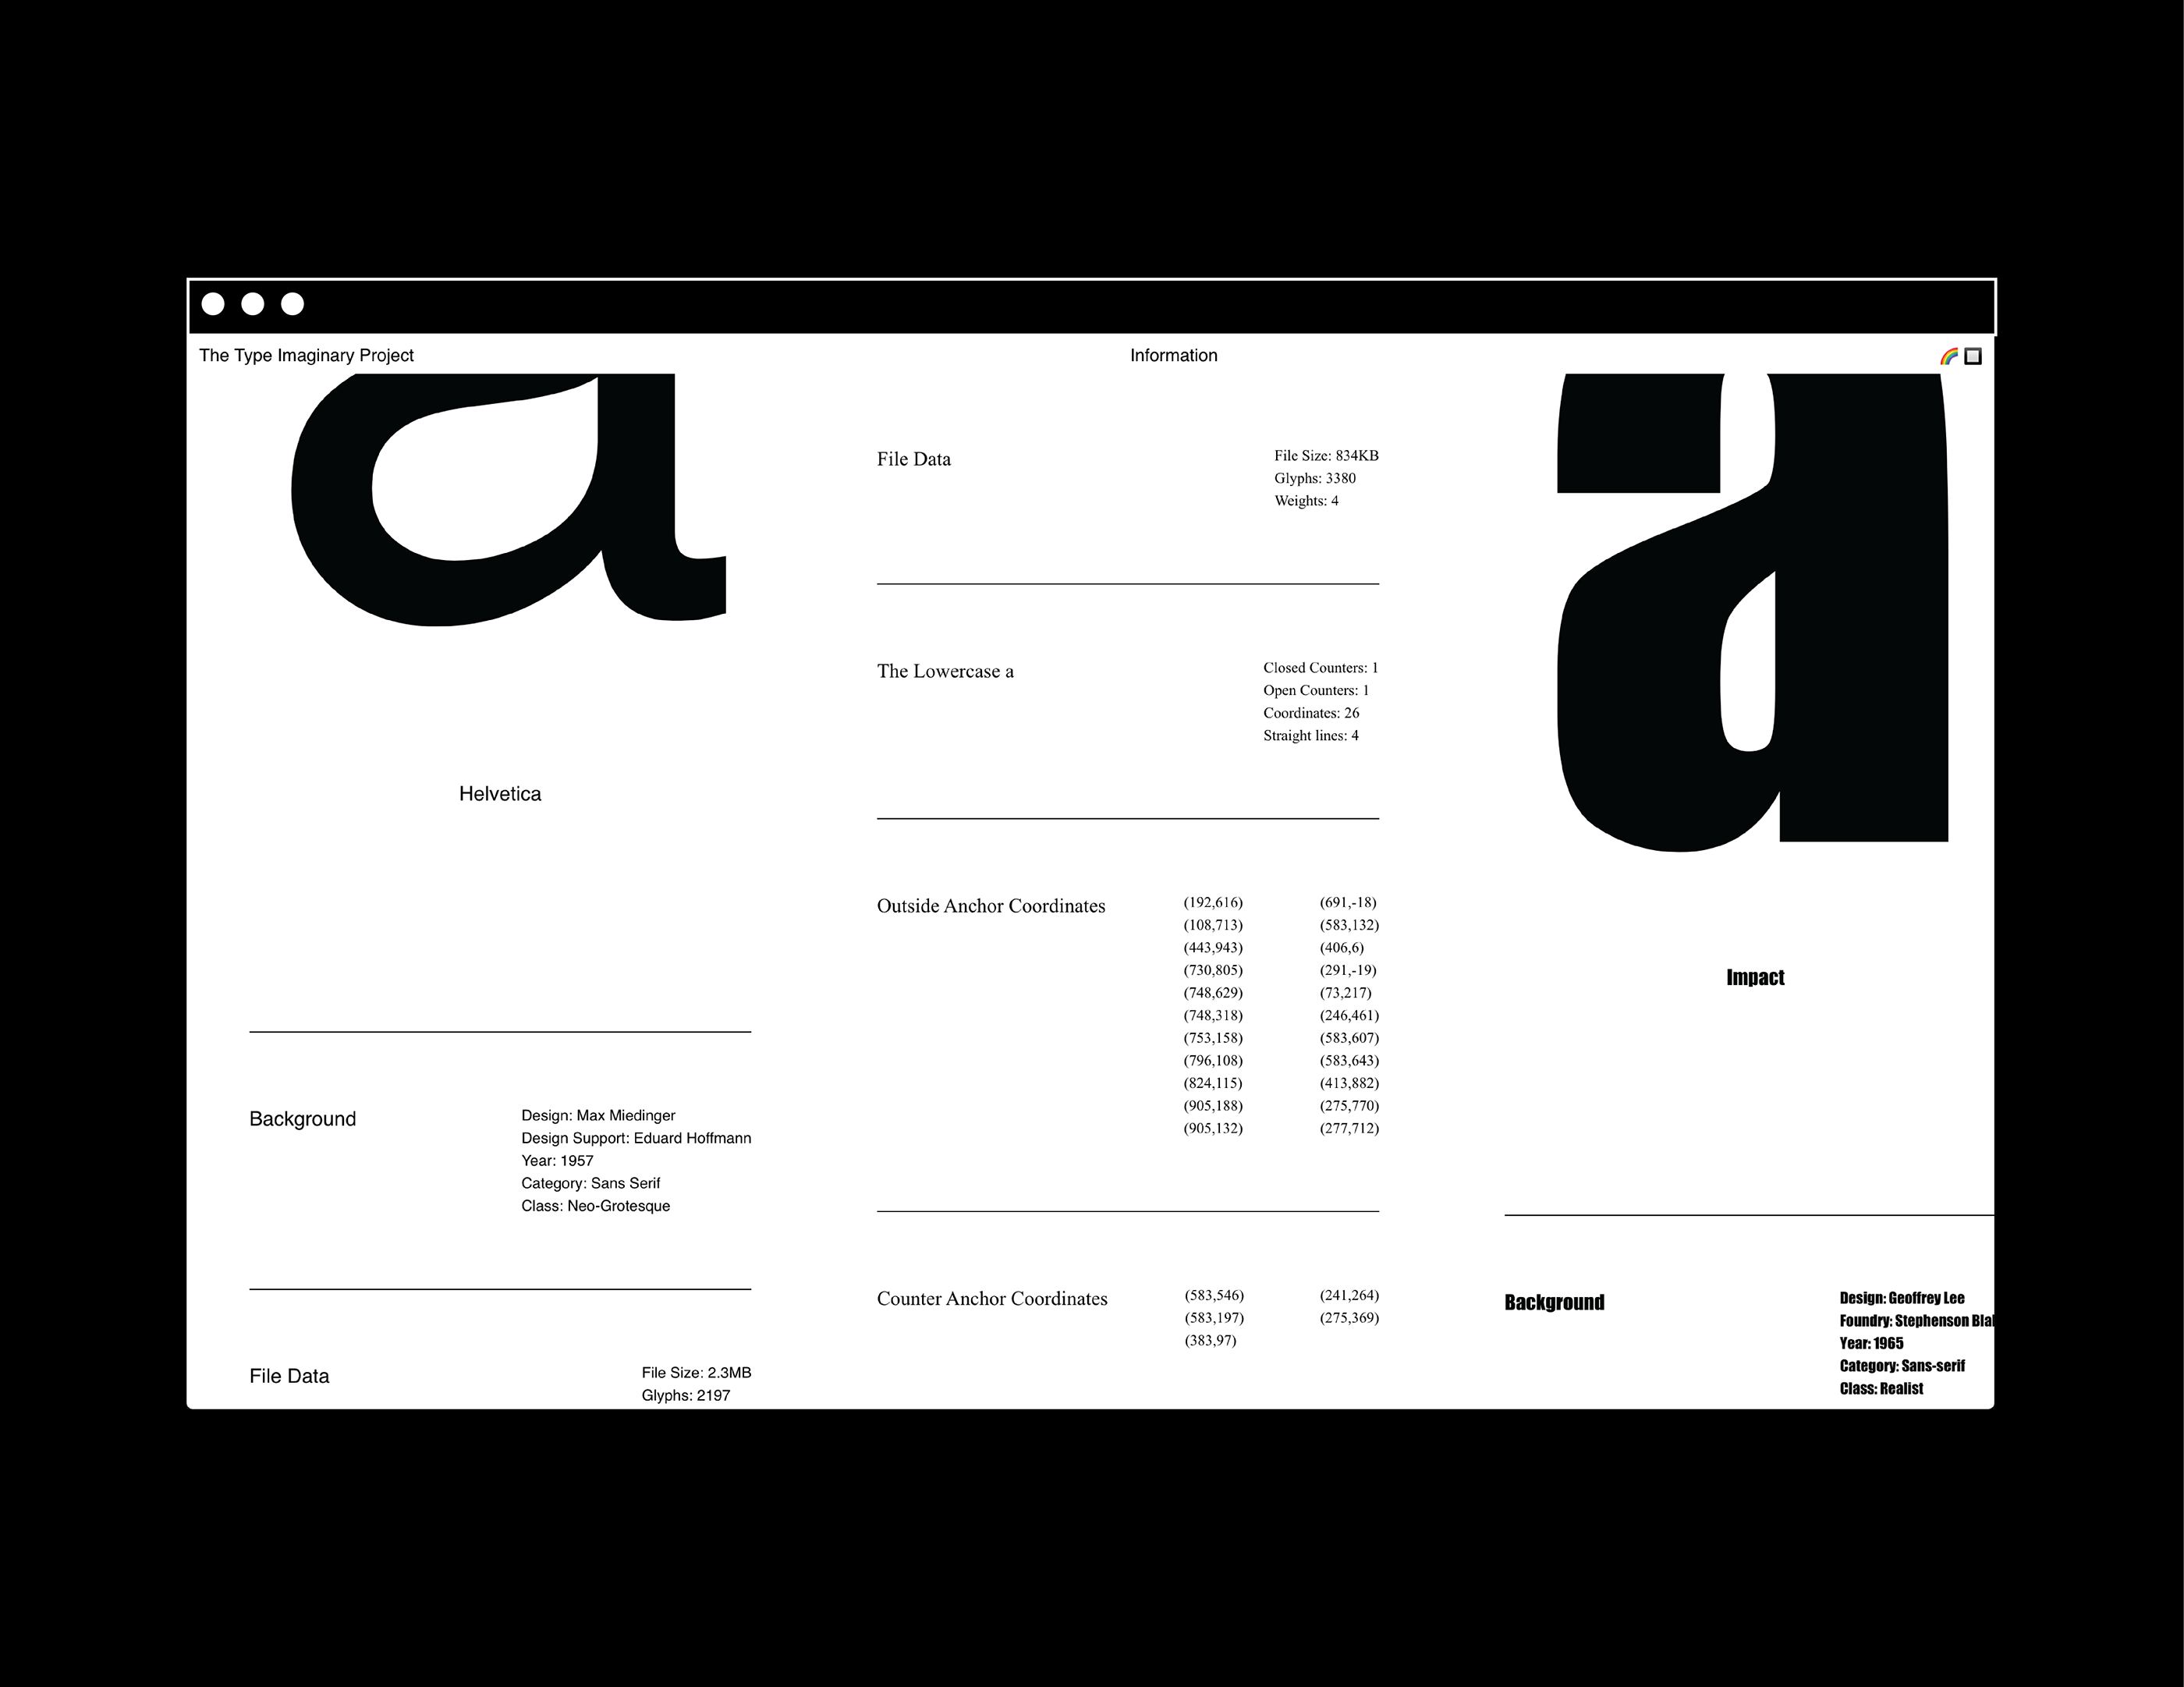 The Type Imaginary Project
Information
a
Helvetica
Background
Design: Max Miedinger
Design Support: Eduard Hoffmann
Year: 1957
Category: Sans Serif
Class: Neo-Grotesque
File Data
File Size: 2.3MB
Glyphs: 2197
File Data
File Size: 834KB
Glyphs: 3380
Weights: 4
The Lowercase a
Closed Counters: 1
Open Counters: 1
Coordinates: 26
Straight lines: 4
Outside Anchor Coordinates
(192,616) (691,-18)
(108,713) (583,132)
(443,943) (406,6)
(730,805) (291,-19)
(748,629) (73,217)
(748,318) (246,461)
(753,158) (583,607)
(796,108) (583,643)
(824,115) (413,882)
(905,188) (275,770)
(905,132) (277,712)
Counter Anchor Coordinates
(583,546) (241,264)
(583,197) (275,369)
(383,97)
a
Impact
Background
Design: Geoffrey Lee
Foundry: Stephenson
Year: 1965
Category: Sans-serif
Class: Realist